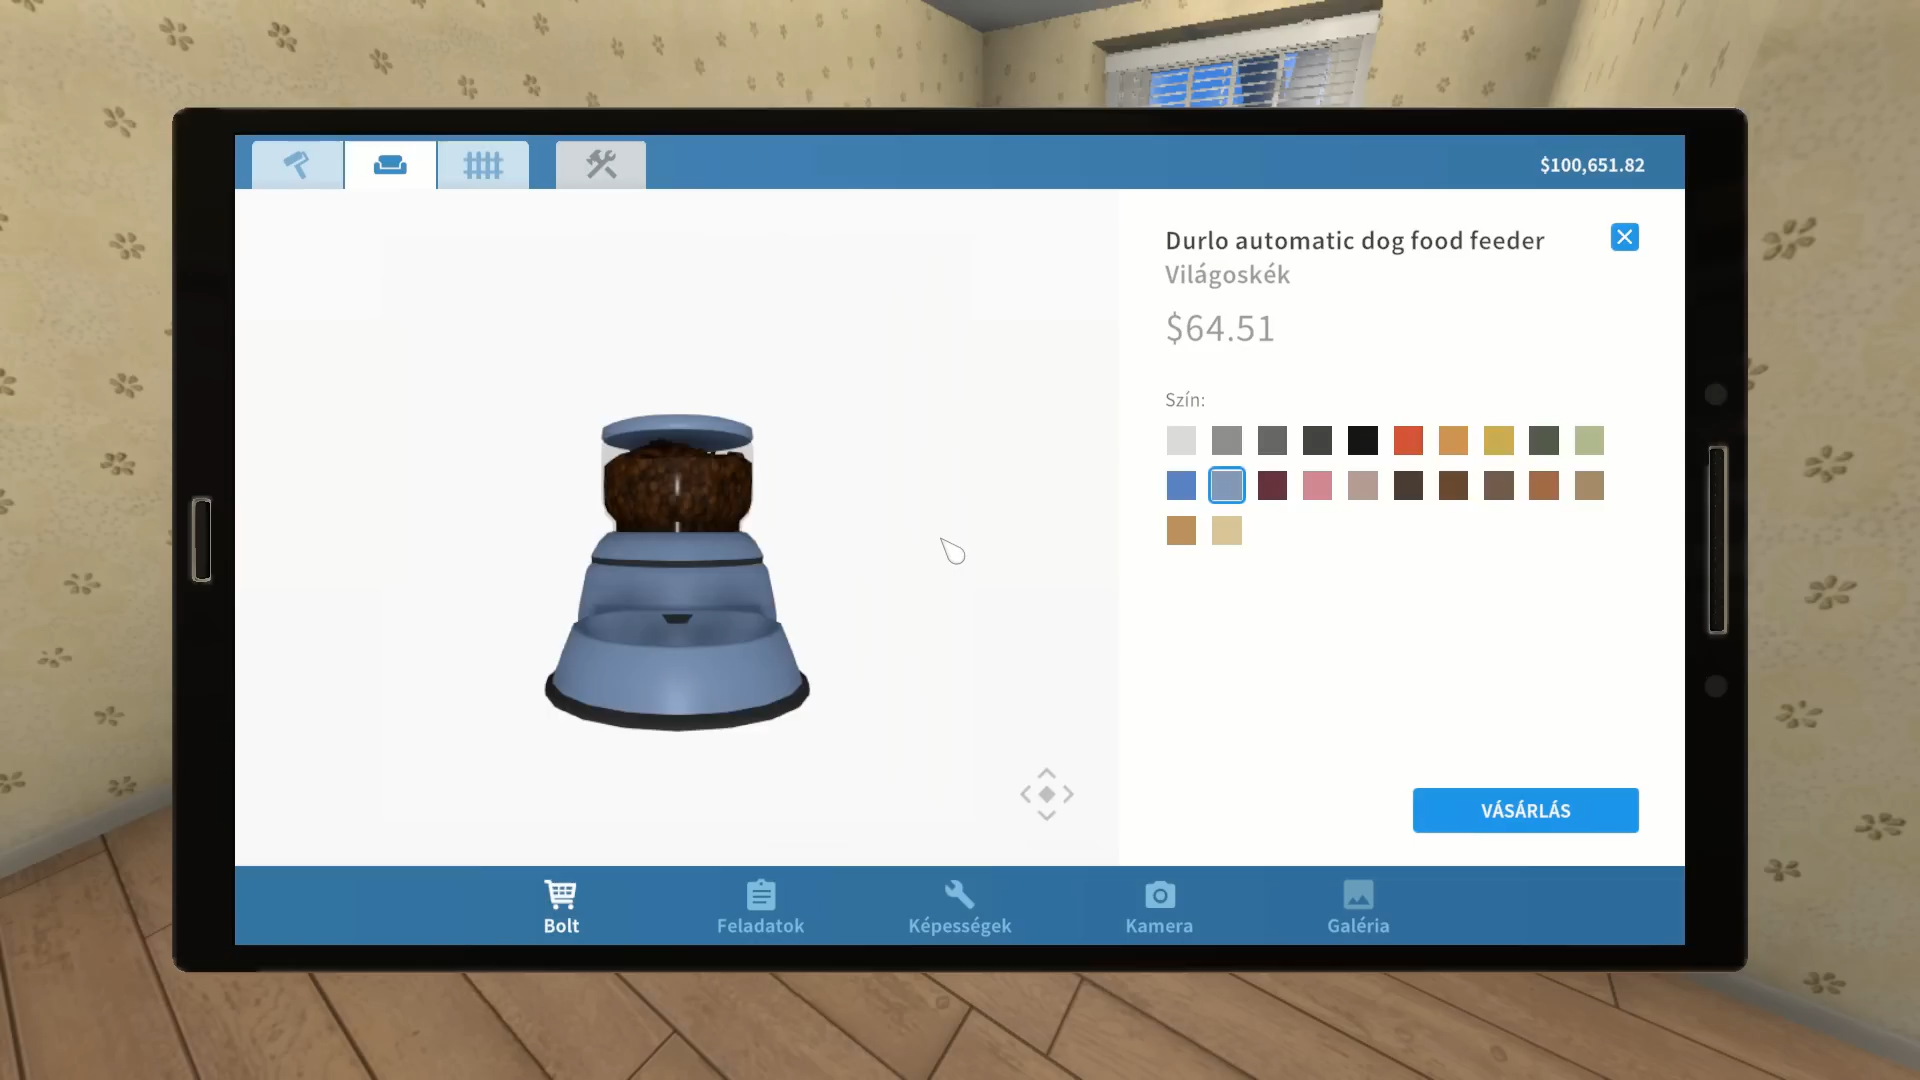 $100,651.82
Durlo automatic dog food feeder
Világoskék
$64.51
Szín:
VÁSÁRLÁS
Bolt
Feladatok
Képességek
Kamera
Galéria